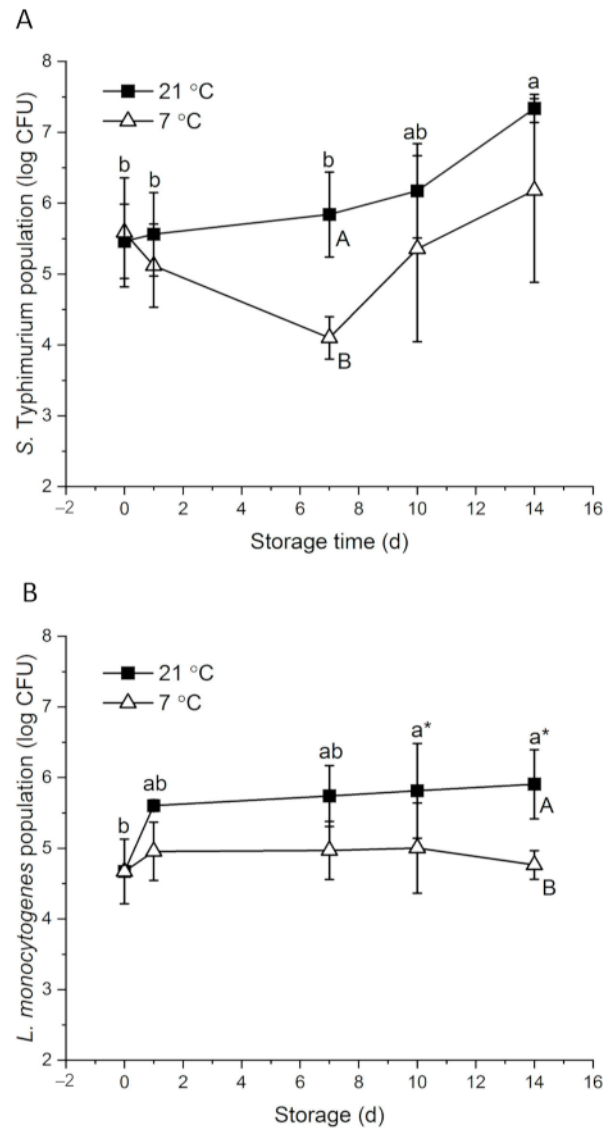 A
S. Typhimurium population (log CFU)
8
7
6
5
4
3
2
21 °C
7 °C
b
b
b
ab
a
A
B
−2
0
2
4
6
8
10
12
14
16
Storage time (d)
B
L. monocytogenes population (log CFU)
8
7
6
5
4
3
2
21 °C
7 °C
b
ab
ab
a*
a*
A
B
−2
0
2
4
6
8
10
12
14
16
Storage (d)